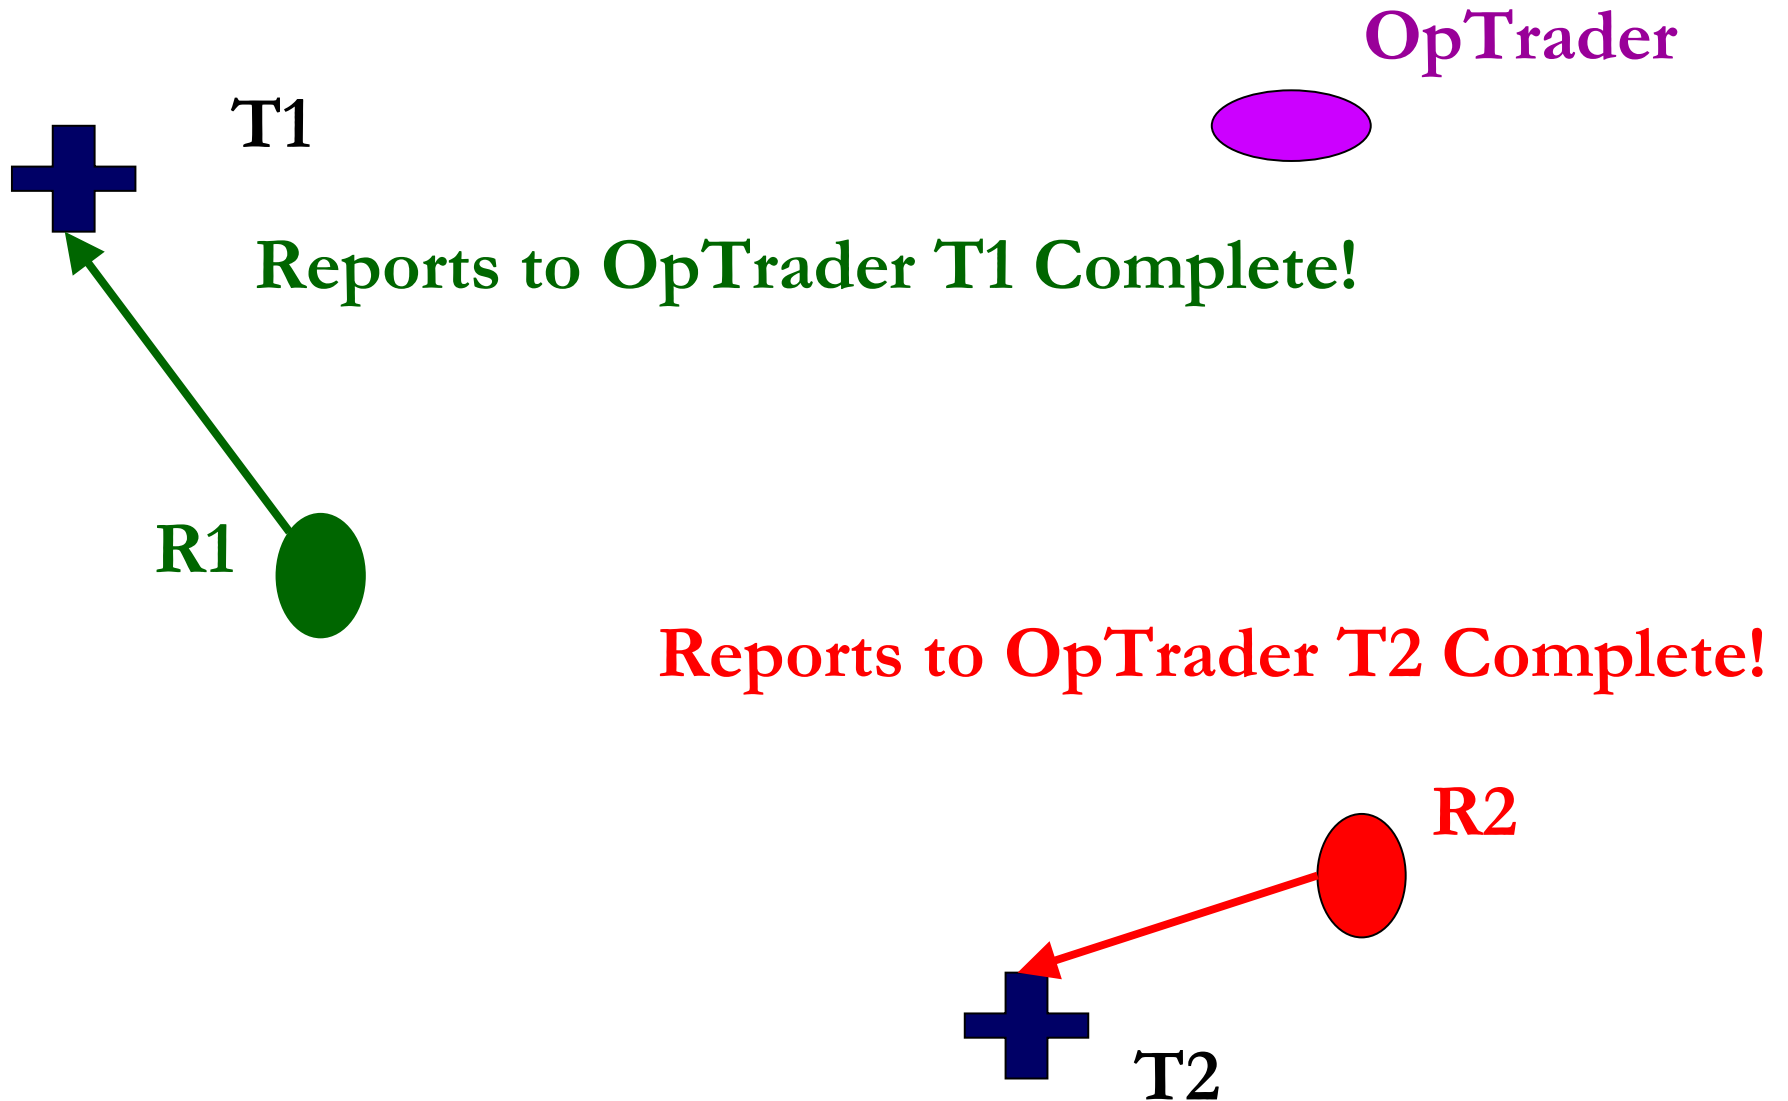 OpTrader
T1
Reports to OpTrader T1 Complete!
R1
Reports to OpTrader T2 Complete!
R2
T2